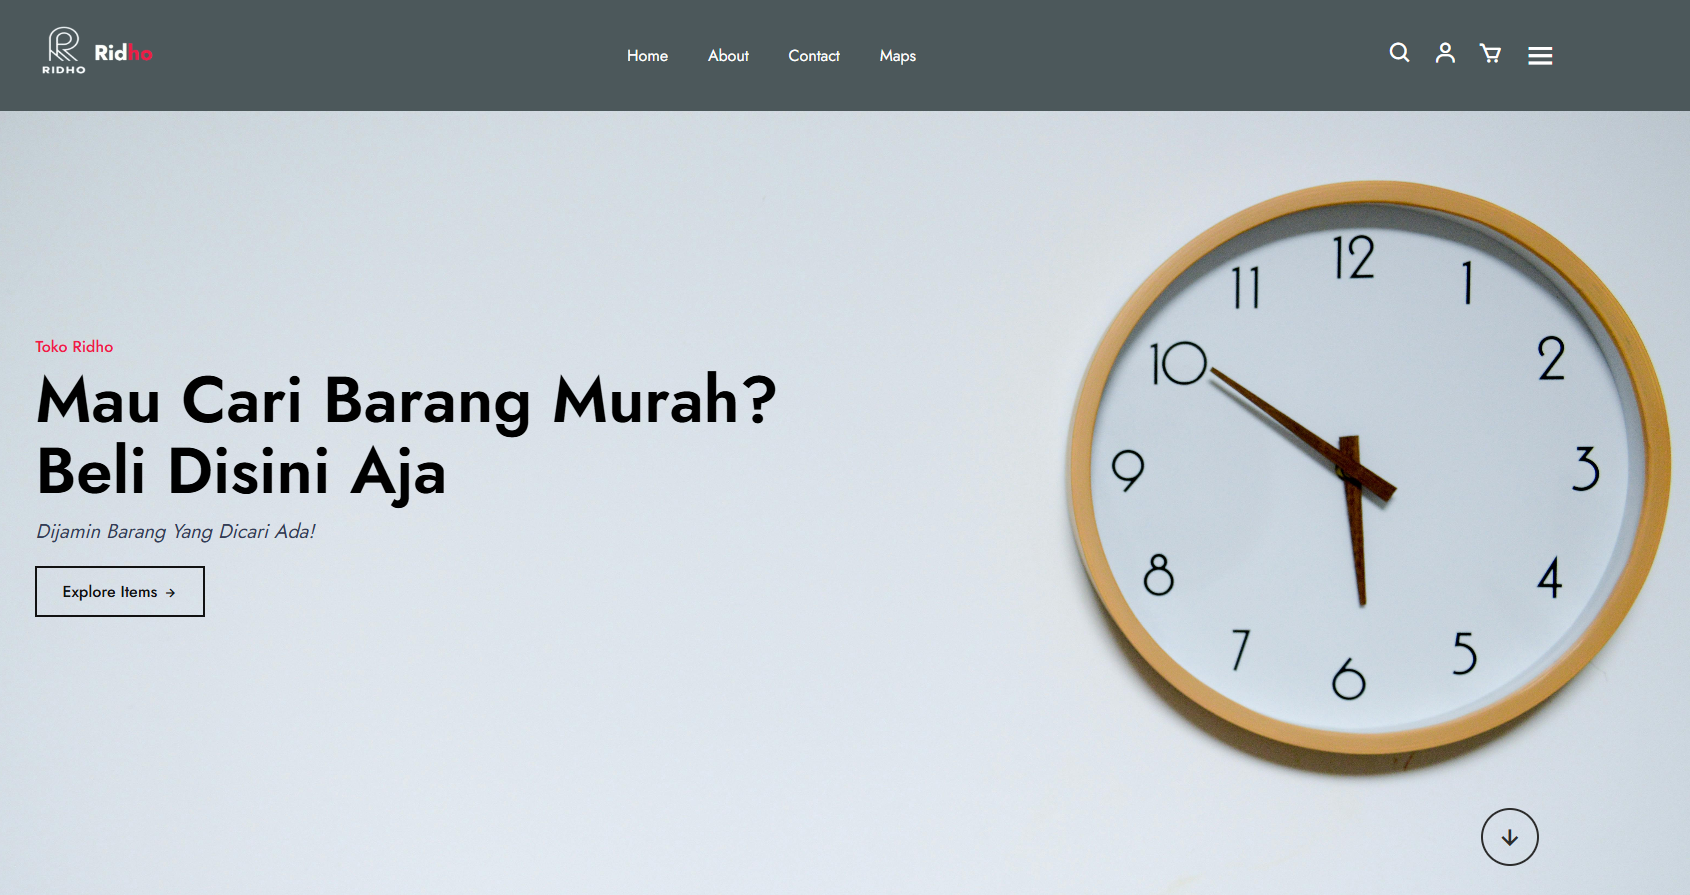 RIDHO
Ridho
Home About Contact Maps
Toko Ridho
Mau Cari Barang Murah?
Beli Disini Aja
Dijamin Barang Yang Dicari Ada!
Explore Items →
12
11
1
10
2
9
3
8
4
7
5
6